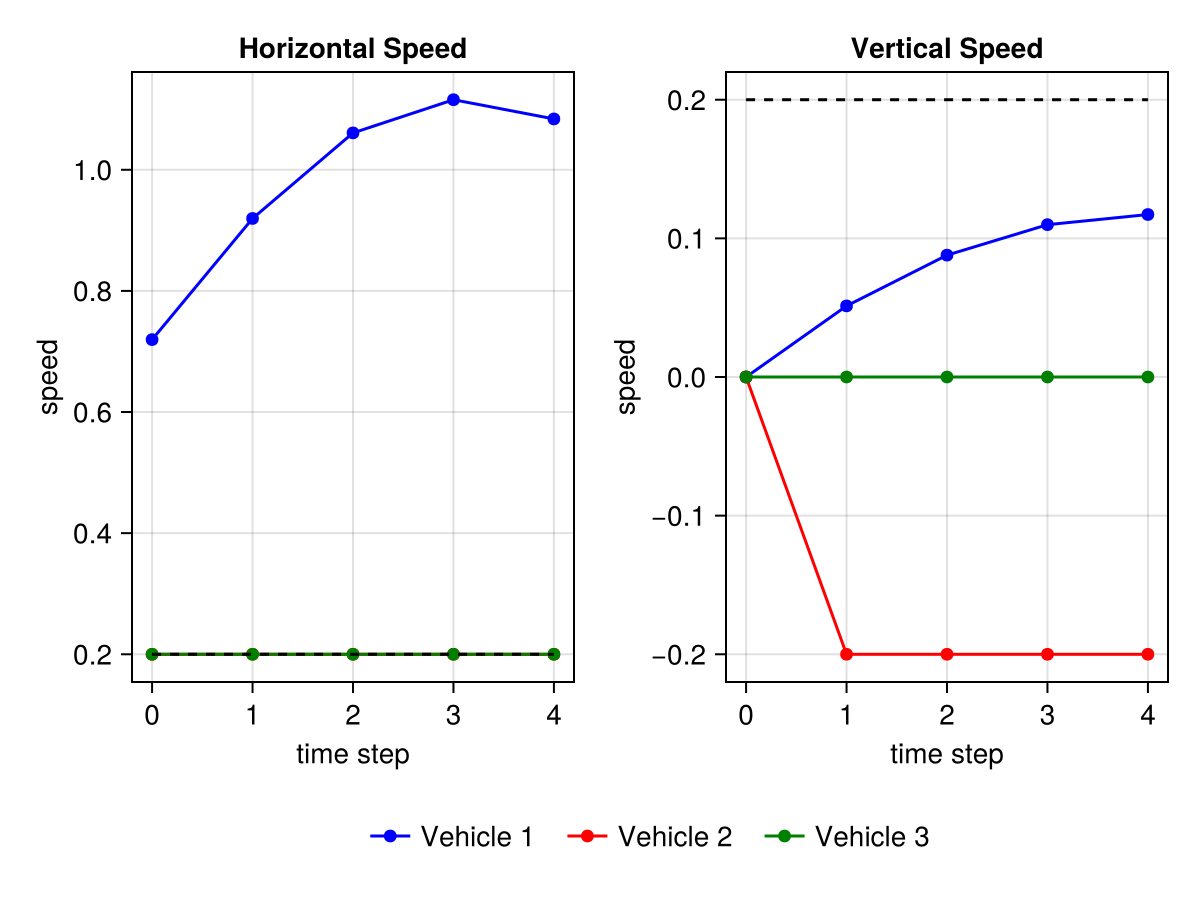 Horizontal Speed
speed
1.0
0.8
0.6
0.4
0.2
0 1 2 3 4
time step
Vertical Speed
speed
0.2
0.1
0.0
−0.1
−0.2
0 1 2 3 4
time step
Vehicle 1 Vehicle 2 Vehicle 3